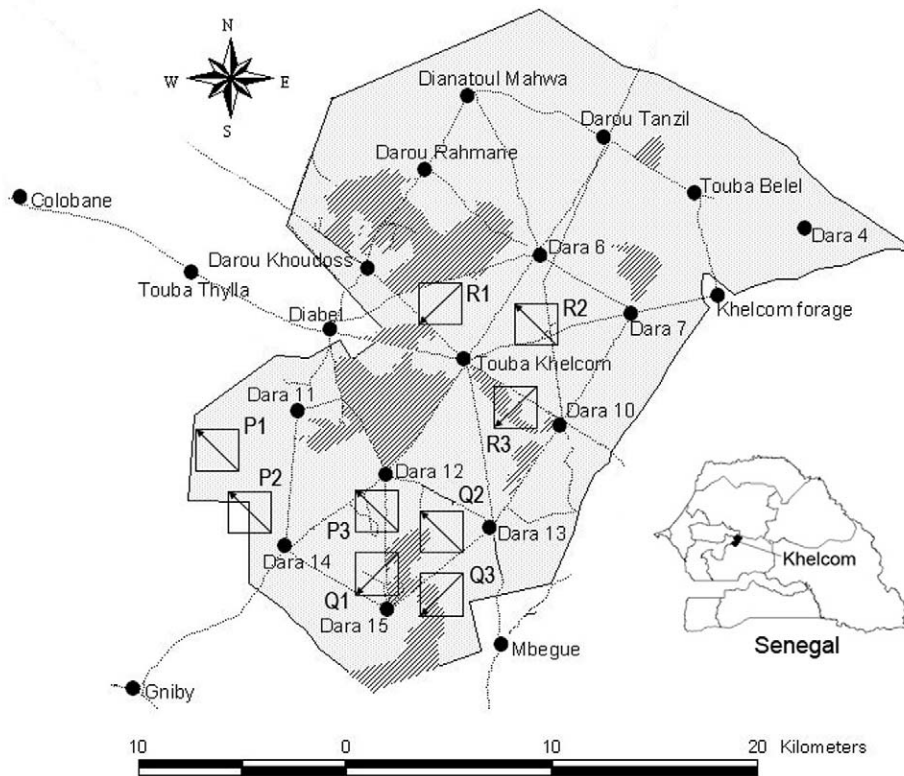 N
W E
S
Dianatoul Mahwa
Darou Tanzil
Darou Rahmane
Colobane
Touba Belel
Dara 4
Darou Khoudoss
Dara 6
Touba Thylla
R1
R2
Khelcom forage
Diabel
Dara 7
Touba Khelcom
Dara 11
P1
R3
Dara 10
P2
Dara 12
Q2
P3
Dara 13
Dara 14
Q1
Q3
Dara 15
Mbegue
Gniby
Khelcom
Senegal
10 0 10 20 Kilometers